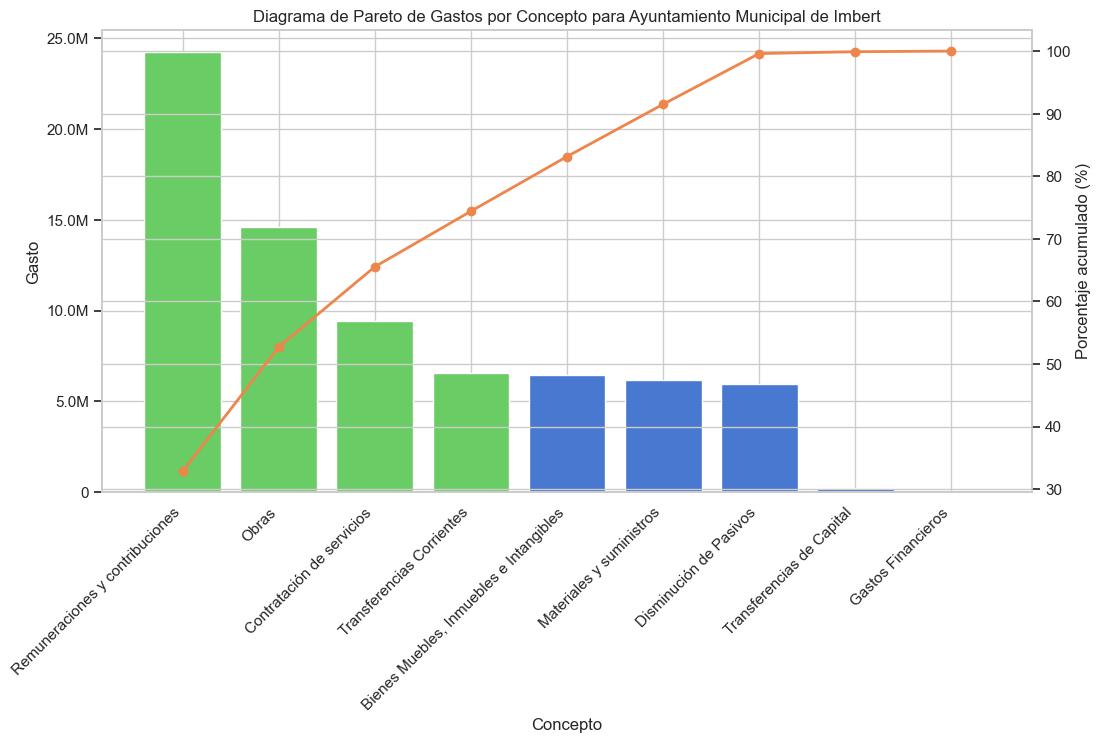 Diagrama de Pareto de Gastos por Concepto para Ayuntamiento Municipal de Imbert
25.0M
20.0M
15.0M
10.0M
5.0M
0
Gasto
100
90
80
70
60
50
40
30
Porcentaje acumulado (%)
Remuneraciones y contribuciones
Obras
Contratación de servicios
Transferencias Corrientes
Bienes Muebles, Inmuebles e Intangibles
Materiales y suministros
Disminución de Pasivos
Transferencias de Capital
Gastos Financieros
Concepto